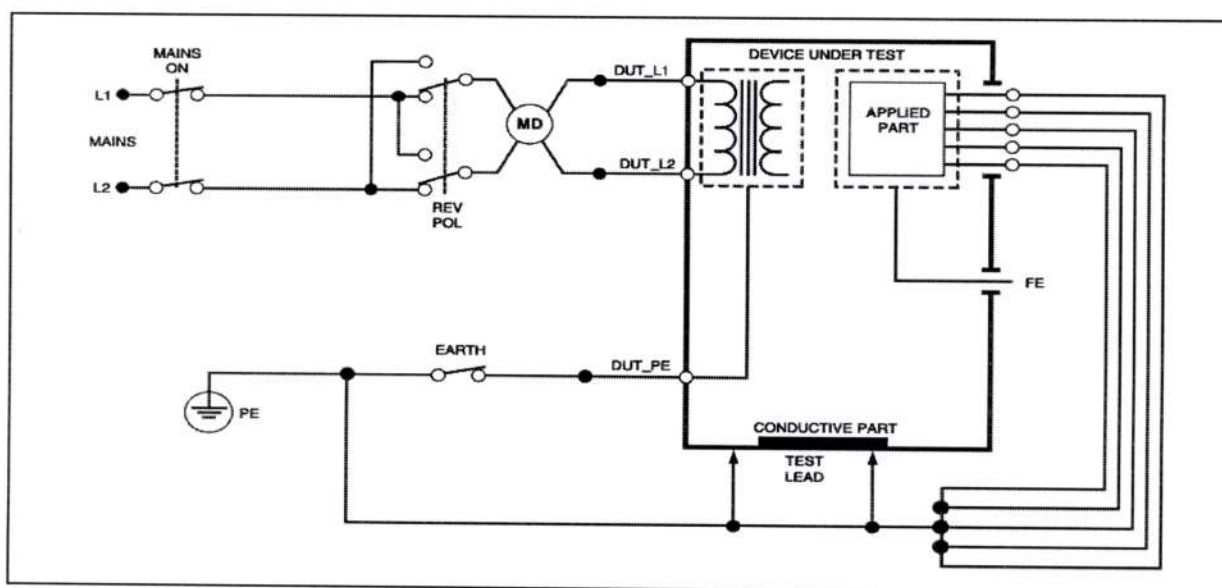 MAINS
ON
L1
MAINS
L2
REV
POL
MD
DUT_L1
DUT_L2
DEVICE UNDER TEST
APPLIED
PART
FE
EARTH
DUT_PE
PE
CONDUCTIVE PART
TEST
LEAD